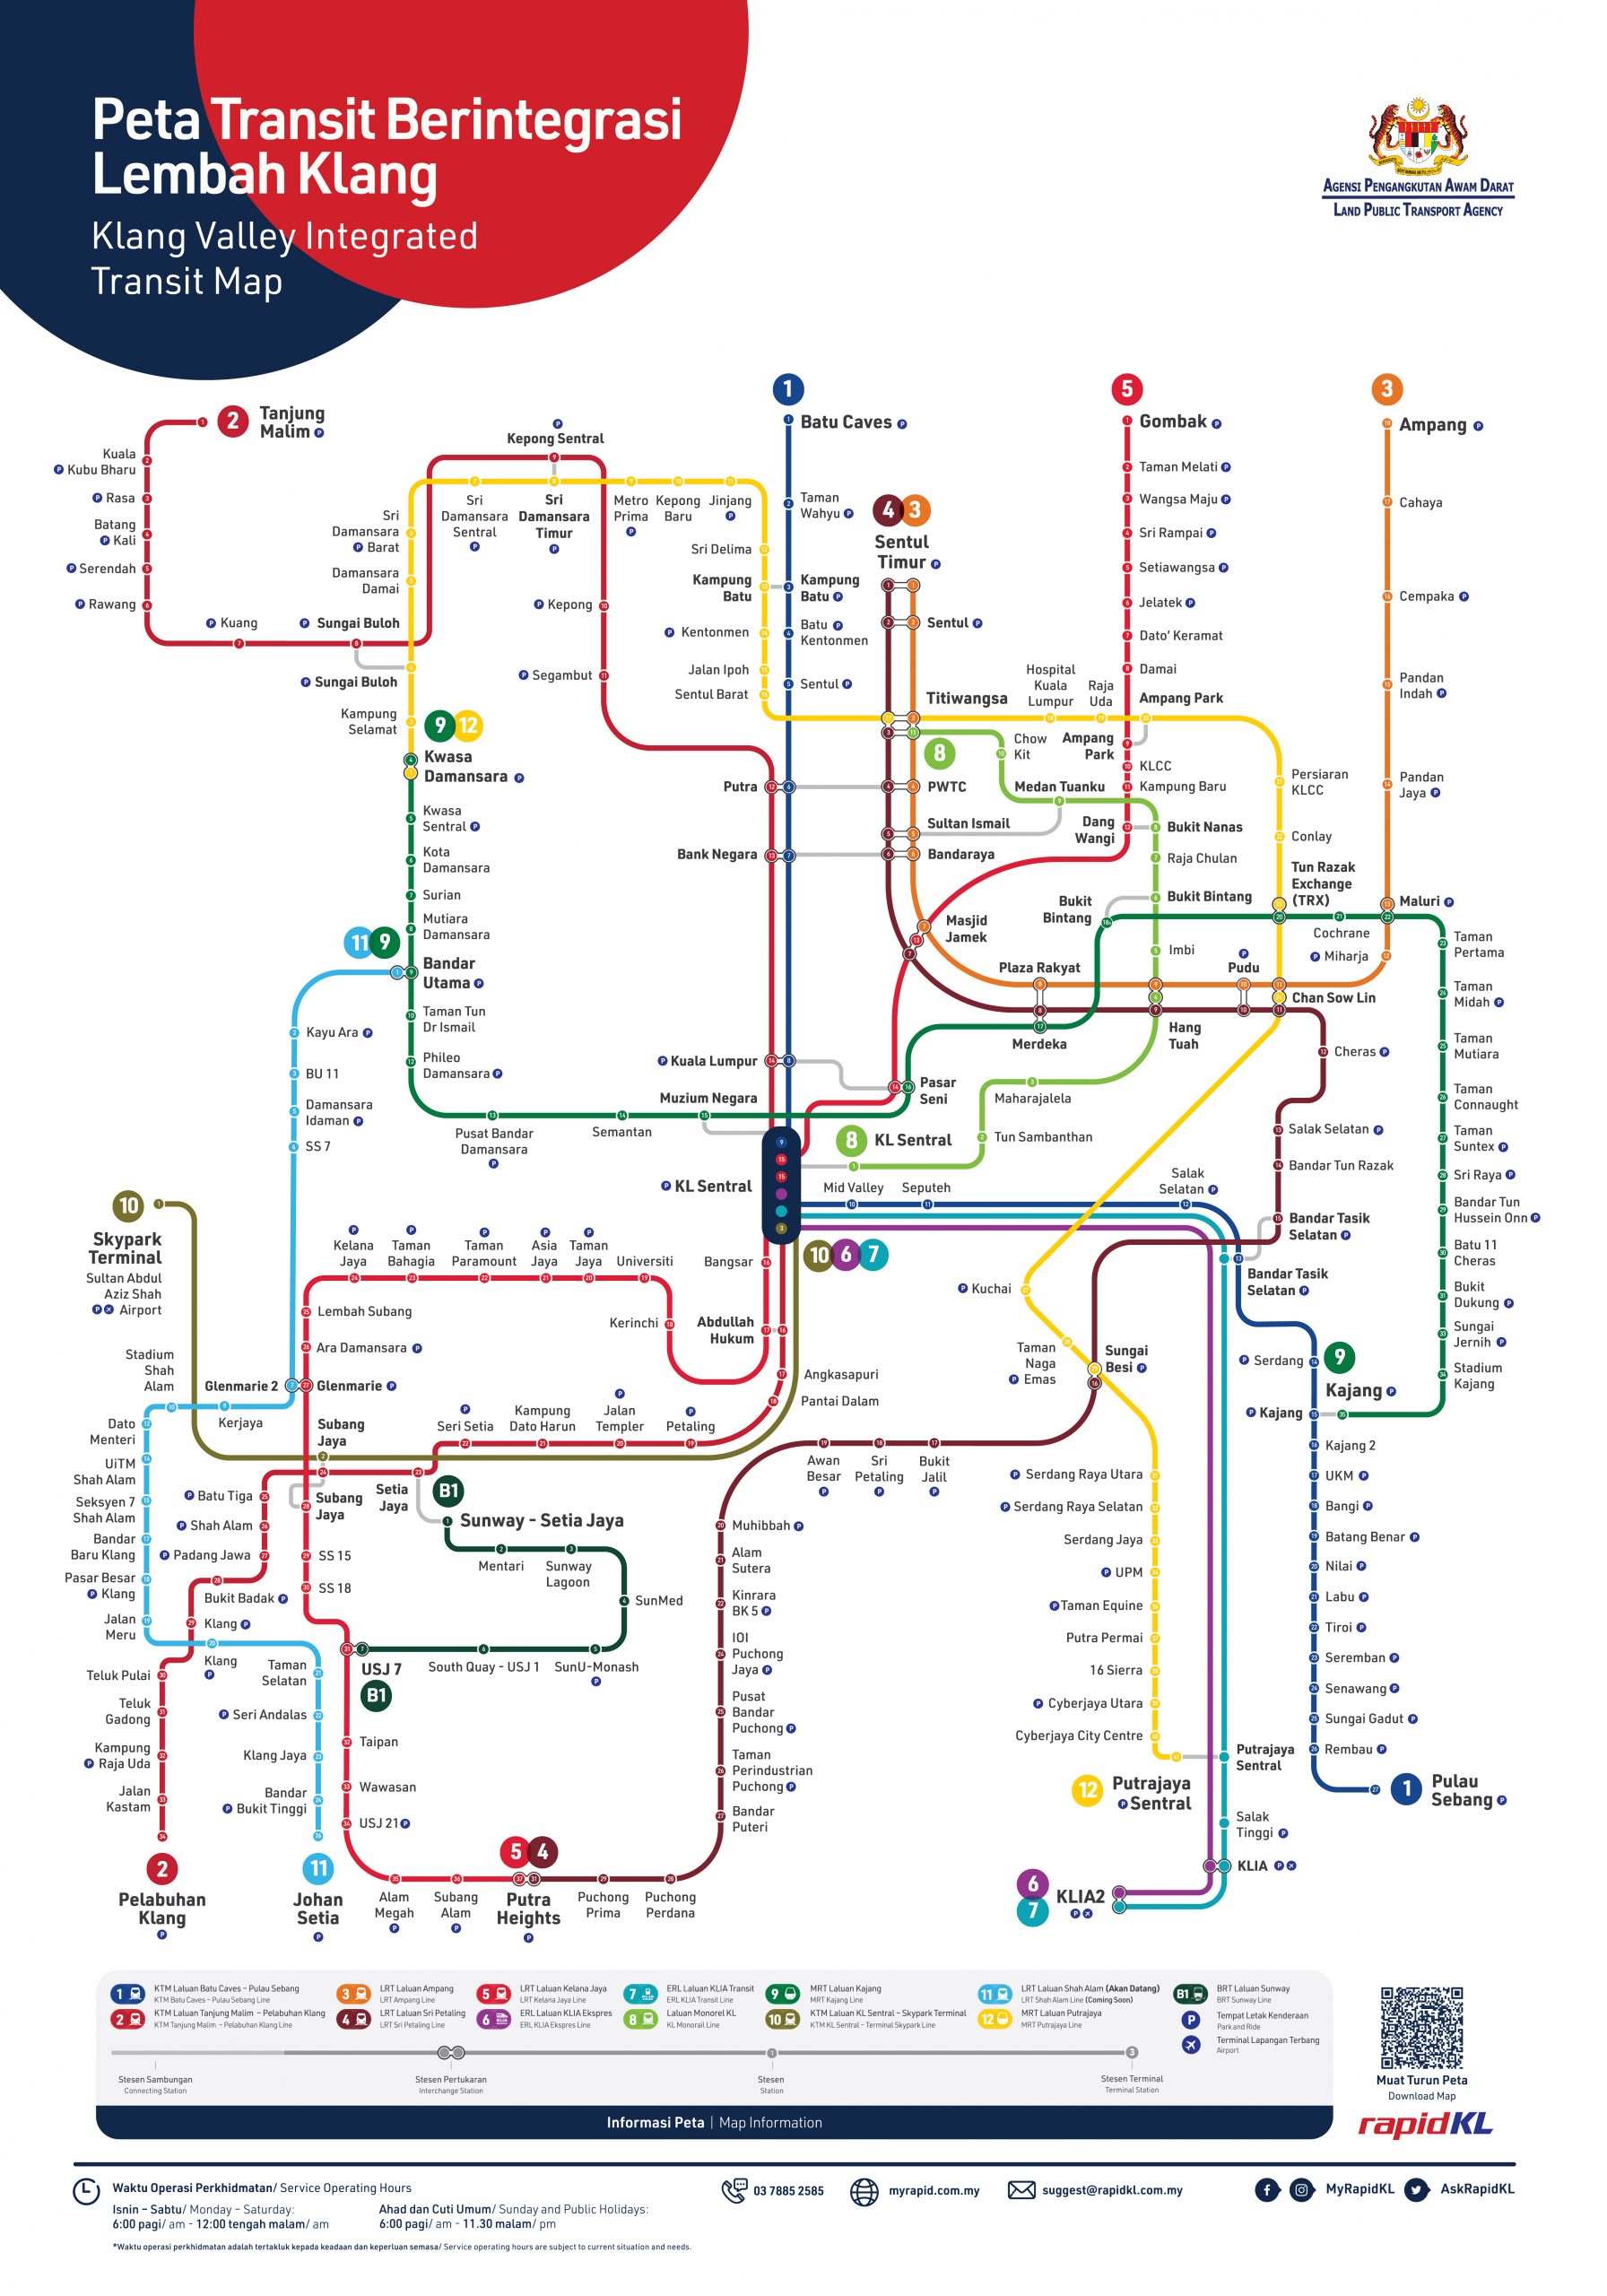 Peta Transit Berintegrasi
Lembah Klang
Klang Valley Integrated
Transit Map
AGENSI PENGANGKUTAN AWAM DARAT
LAND PUBLIC TRANSPORT AGENCY
1
Batu Caves P
Taman
Wahyu P
Kampung
Batu P
Batu P
Kentonmen
Sentul P
5
Gombak P
Taman Melati P
Wangsa Maju P
Sri Rampai P
Setiawangsa P
Jelatek P
Dato' Keramat
Damai
Ampang Park
Ampang
Park
KLCC
Kampung Baru
Dang
Wangi
3
Ampang P
Cahaya
Cempaka P
Pandan
Indah P
Pandan
Jaya P
Maluri P
P Miharja
2
Tanjung
Malim P
Kuala
P Kubu Bharu
P Rasa
Batang
P Kali
P Serendah
P Rawang
P Kuang
P Sungai Buloh
P Sungai Buloh
Kampung
Selamat
Sri
Damansara
P Barat
Damansara
Damai
P
Kepong Sentral
Sri
Damansara
Sentral
P
Sri
Damansara
Timur
P
Metro
Prima
P
Kepong
Baru
Jinjang
P
Sri Delima
Kampung
Batu
P Kentonmen
Jalan Ipoh
Sentul Barat
P Kepong
P Segambut
4 3
Sentul
Timur P
Sentul P
Titiwangsa
8
Hospital
Kuala
Lumpur
Raja
Uda
Chow
Kit
Medan Tuanku
Putra
PWTC
Sultan Ismail
Bank Negara
Bandaraya
Bukit Nanas
Raja Chulan
Bukit Bintang
Bukit
Bintang
Imbi
Persiaran
KLCC
Conlay
Tun Razak
Exchange
(TRX)
Cochrane
Masjid
Jamek
Plaza Rakyat
P
Pudu
Chan Sow Lin
Merdeka
Hang
Tuah
9 12
Kwasa
Damansara P
Kwasa
Sentral P
Kota
Damansara
Surian
Mutiara
Damansara
11 9
Bandar
Utama P
Taman Tun
Dr Ismail
Phileo
Damansara P
Pusat Bandar
Damansara
P
Semantan
Muzium Negara
P Kuala Lumpur
Pasar
Seni
Maharajalela
Tun Sambanthan
8 KL Sentral
P KL Sentral
Mid Valley
Seputeh
Salak
Selatan P
10 6 7
Kayu Ara P
BU 11
Damansara
Idaman P
SS 7
Taman
Pertama
Taman
Midah P
Taman
Mutiara
Taman
Connaught
Taman
Suntex P
Sri Raya P
Bandar Tun
Hussein Onn P
Batu 11
Cheras
Bukit
Dukung P
Sungai
Jernih P
Stadium
Kajang
Cheras P
Salak Selatan P
Bandar Tun Razak
Bandar Tasik
Selatan P
Bandar Tasik
Selatan P
10
Skypark
Terminal
Sultan Abdul
Aziz Shah
P Airport
P
Kelana
Jaya
P
Taman
Bahagia
P
Taman
Paramount
P
Asia
Jaya
P
Taman
Jaya
Universiti
Bangsar
Kerinchi
Abdullah
Hukum
Lembah Subang
Ara Damansara P
Glenmarie 2
Glenmarie P
Stadium
Shah
Alam
Kerjaya
Dato
Menteri
UiTM
Shah Alam
Seksyen 7
Shah Alam
Bandar
Baru Klang
Pasar Besar
P Klang
Jalan
Meru
Angkasapuri
Pantai Dalam
P
Petaling
P
Jalan
Templer
Kampung
Dato Harun
P
Seri Setia
Subang
Jaya
Subang
Jaya
Setia
Jaya
B1
Sunway - Setia Jaya
Mentari
Sunway
Lagoon
SunMed
SunU-Monash
P
South Quay - USJ 1
USJ 7
B1
P Batu Tiga
P Shah Alam
P Padang Jawa
Bukit Badak P
Klang P
SS 15
SS 18
Klang
P
Taman
Selatan
P Seri Andalas
Klang Jaya
Bandar
P Bukit Tinggi
Teluk Pulai
Teluk
Gadong
Kampung
P Raja Uda
Jalan
Kastam
2
Pelabuhan
Klang
P
11
Johan
Setia
P
Taipan
Wawasan
USJ 21 P
Alam
Megah
P
Subang
Alam
P
5 4
Putra
Heights
P
Puchong
Prima
Puchong
Perdana
Muhibbah P
Alam
Sutera
Kinrara
BK 5 P
IOI
Puchong
Jaya P
Pusat
Bandar
Puchong P
Taman
Perindustrian
Puchong P
Bandar
Puteri
Awan
Besar
P
Sri
Petaling
P
Bukit
Jalil
P
P Kuchai
Taman
Naga
P Emas
Sungai
Besi P
P Serdang Raya Utara
P Serdang Raya Selatan
Serdang Jaya
P UPM
P Taman Equine
Putra Permai
16 Sierra
P Cyberjaya Utara
Cyberjaya City Centre
12
Putrajaya
P Sentral
Putrajaya
Sentral
Salak
Tinggi P
KLIA P
6
7
KLIA2
P
P Serdang
9
Kajang P
P Kajang
Kajang 2
UKM P
Bangi P
Batang Benar P
Nilai P
Labu P
Tiroi P
Seremban P
Senawang P
Sungai Gadut P
Rembau P
1
Pulau
Sebang P
1 KTM Laluan Batu Caves – Pulau Sebang
KTM Batu Caves – Pulau Sebang Line
2 KTM Laluan Tanjung Malim – Pelabuhan Klang
KTM Tanjung Malim – Pelabuhan Klang Line
3 LRT Laluan Ampang
LRT Ampang Line
4 LRT Laluan Sri Petaling
LRT Sri Petaling Line
5 LRT Laluan Kelana Jaya
LRT Kelana Jaya Line
6 ERL Laluan KLIA Ekspres
ERL KLIA Ekspres Line
7 ERL Laluan KLIA Transit
ERL KLIA Transit Line
8 Laluan Monorel KL
KL Monorail Line
9 MRT Laluan Kajang
MRT Kajang Line
10 KTM Laluan KL Sentral – Skypark Terminal
KTM KL Sentral – Terminal Skypark Line
11 LRT Laluan Shah Alam (Akan Datang)
LRT Shah Alam Line (Coming Soon)
12 MRT Laluan Putrajaya
MRT Putrajaya Line
B1 BRT Laluan Sunway
BRT Sunway Line
P Tempat Letak Kenderaan
Park and Ride
Terminal Lapangan Terbang
Airport
Stesen Sambungan
Connecting Station
Stesen Pertukaran
Interchange Station
1
Stesen
Station
3
Stesen Terminal
Terminal Station
Informasi Peta | Map Information
Muat Turun Peta
Download Map
rapidKL
Waktu Operasi Perkhidmatan/ Service Operating Hours
Isnin – Sabtu/ Monday – Saturday:
6:00 pagi/ am - 12:00 tengah malam/ am
Ahad dan Cuti Umum/ Sunday and Public Holidays:
6:00 pagi/ am - 11.30 malam/ pm
*Waktu operasi perkhidmatan adalah tertakluk kepada keadaan dan keperluan semasa/ Service operating hours are subject to current situation and needs.
03 7885 2585
myrapid.com.my
suggest@rapidkl.com.my
MyRapidKL
AskRapidKL